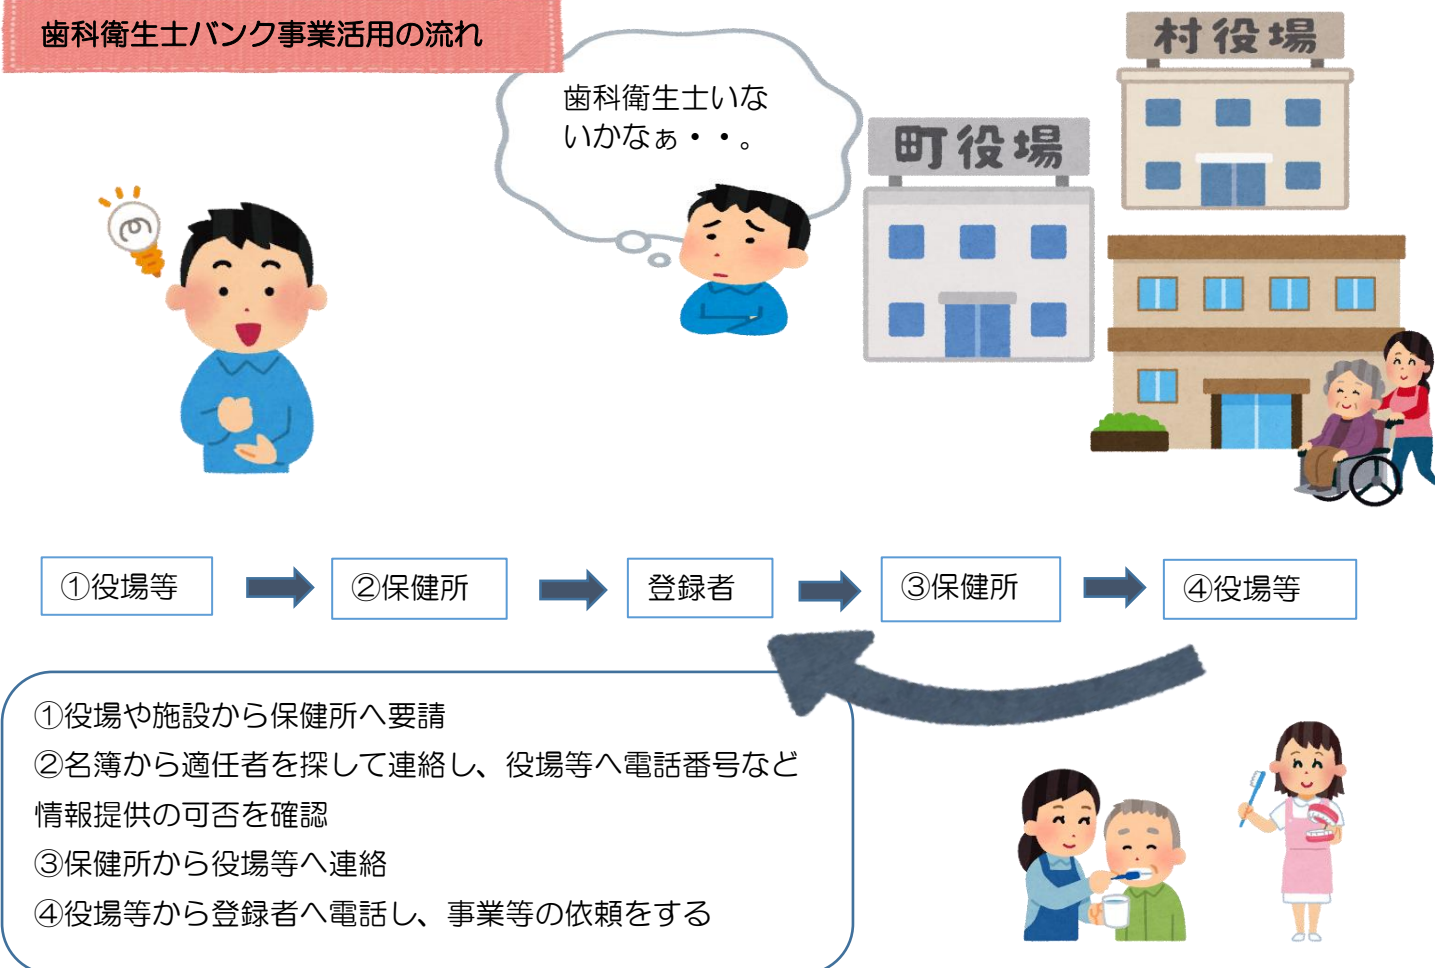 歯科衛生士バンク事業活用の流れ
歯科衛生士いな
いかなぁ・・。
村役場
町役場
①役場等
②保健所
登録者
③保健所
④役場等
①役場や施設から保健所へ要請
②名簿から適任者を探して連絡し、役場等へ電話番号など
情報提供の可否を確認
③保健所から役場等へ連絡
④役場等から登録者へ電話し、事業等の依頼をする